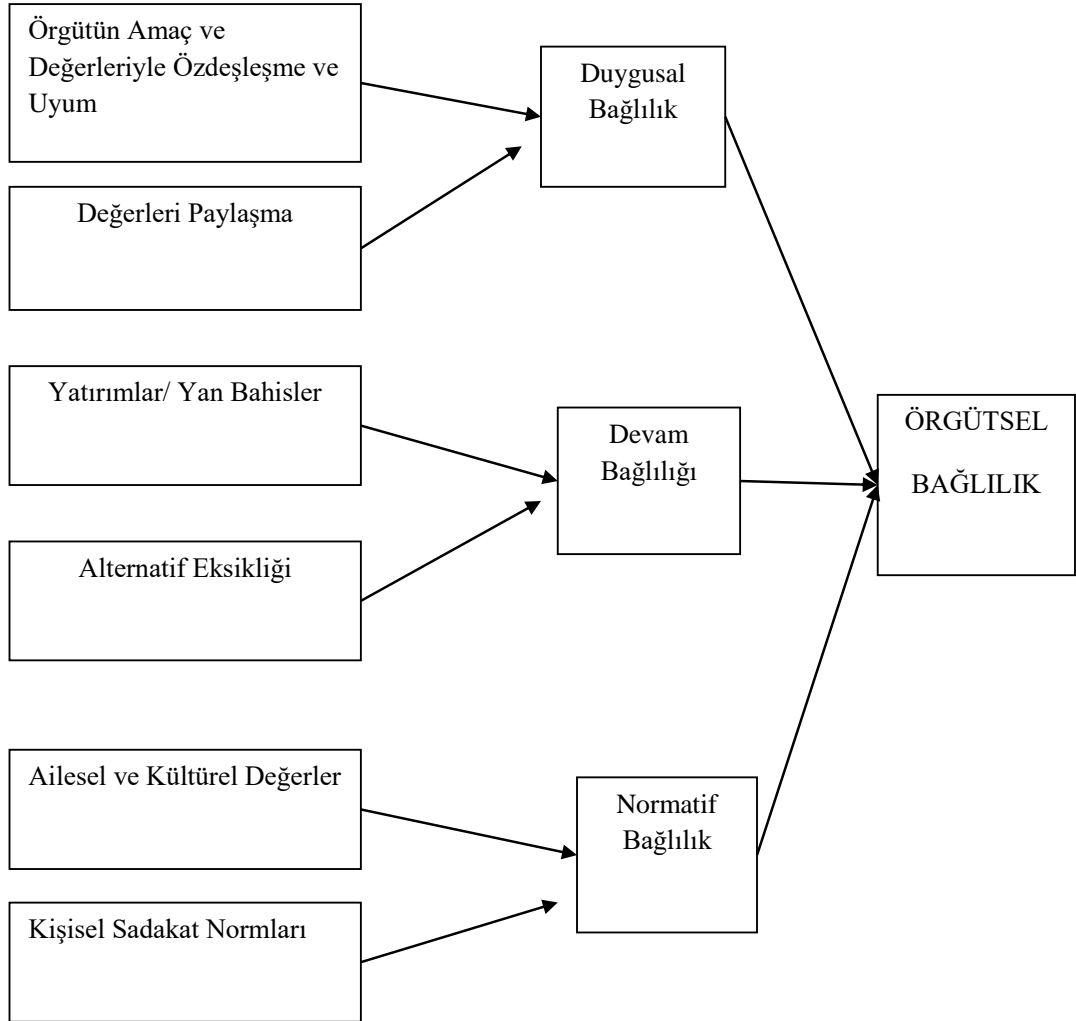 Örgütün Amaç ve
Değerleriyle Özdeşleşme ve
Uyum
Duygusal
Bağlılık
Değerleri Paylaşma
Yatırımlar/ Yan Bahisler
Devam
Bağlılığı
ÖRGÜTSEL
BAĞLILIK
Alternatif Eksikliği
Ailesel ve Kültürel Değerler
Normatif
Bağlılık
Kişisel Sadakat Normları